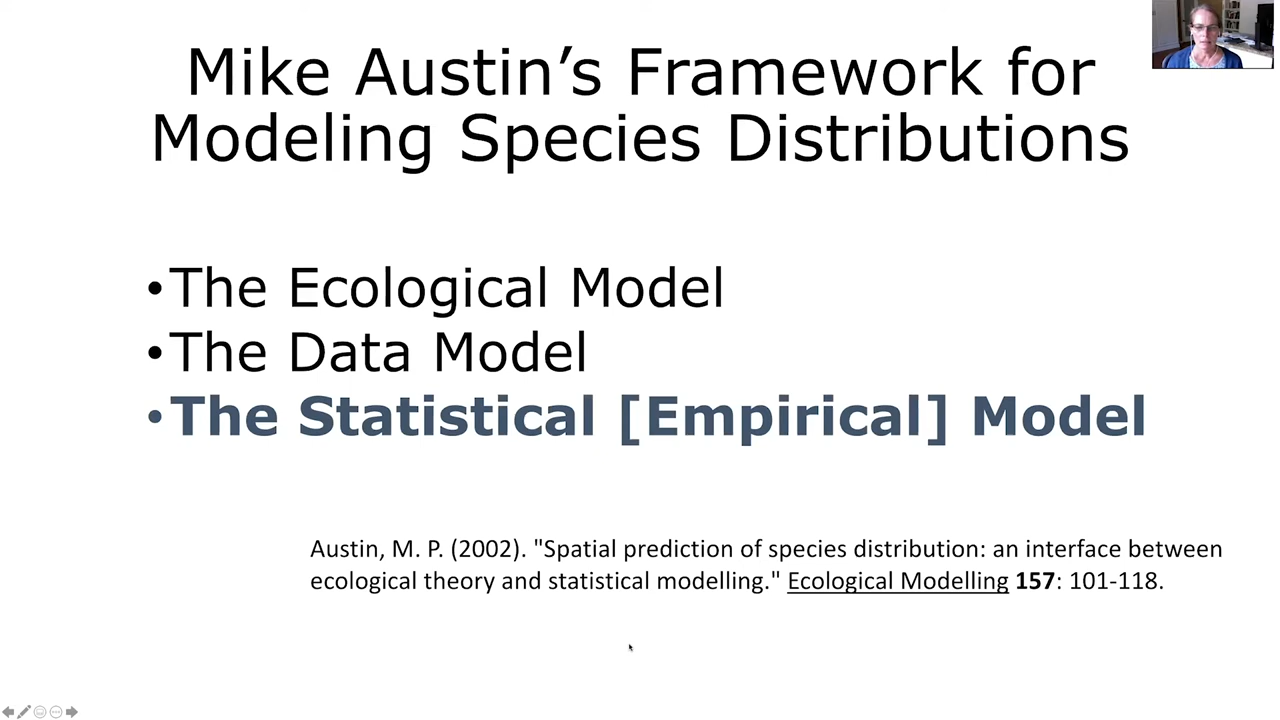 Mike Austin’s Framework for
Modeling Species Distributions
•The Ecological Model
•The Data Model
•The Statistical [Empirical] Model
Austin, M. P. (2002). "Spatial prediction of species distribution: an interface between
ecological theory and statistical modelling." Ecological Modelling 157: 101-118.